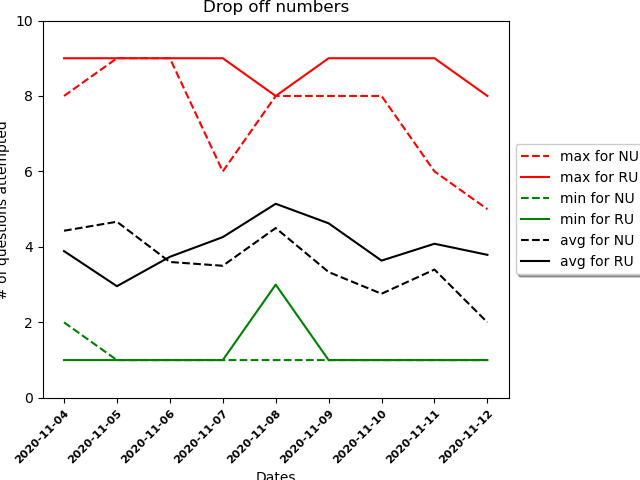 Drop off numbers
# of questions attempted
10
8
6
4
2
0
2020-11-04
2020-11-05
2020-11-06
2020-11-07
2020-11-08
2020-11-09
2020-11-10
2020-11-11
2020-11-12
Dates
max for NU
max for RU
min for NU
min for RU
avg for NU
avg for RU